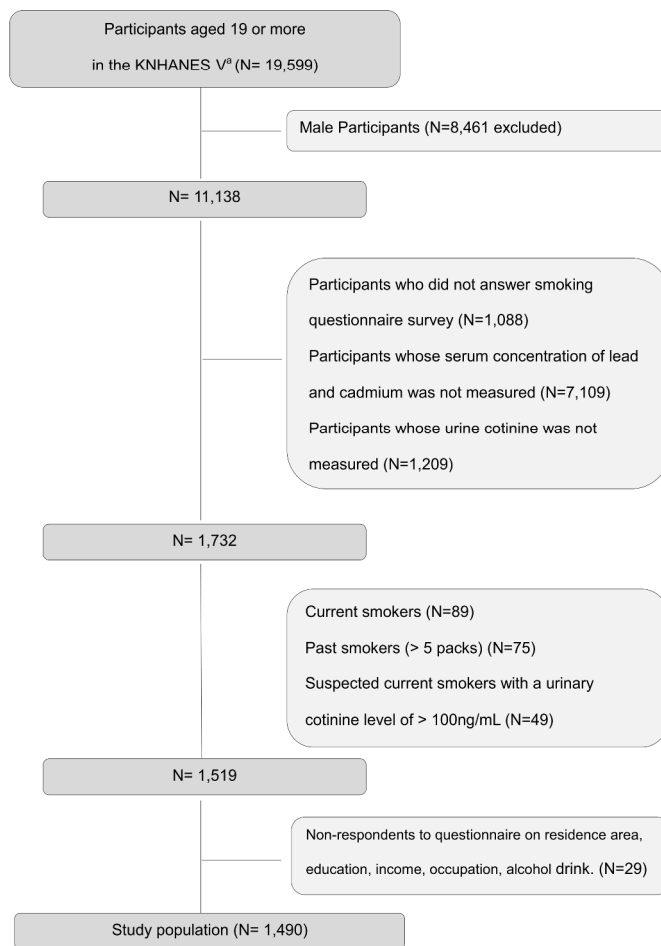 Participants aged 19 or more
in the KNHANES Vª (N= 19,599)
Male Participants (N=8,461 excluded)
N= 11,138
Participants who did not answer smoking
questionnaire survey (N=1,088)
Participants whose serum concentration of lead
and cadmium was not measured (N=7,109)
Participants whose urine cotinine was not
measured (N=1,209)
N= 1,732
Current smokers (N=89)
Past smokers (> 5 packs) (N=75)
Suspected current smokers with a urinary
cotinine level of > 100ng/mL (N=49)
N= 1,519
Non-respondents to questionnaire on residence area,
education, income, occupation, alcohol drink. (N=29)
Study population (N= 1,490)